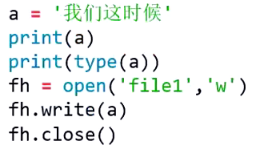 a = '我们这时候'
print(a)
print(type(a))
fh = open('file1','w')
fh.write(a)
fh.close()